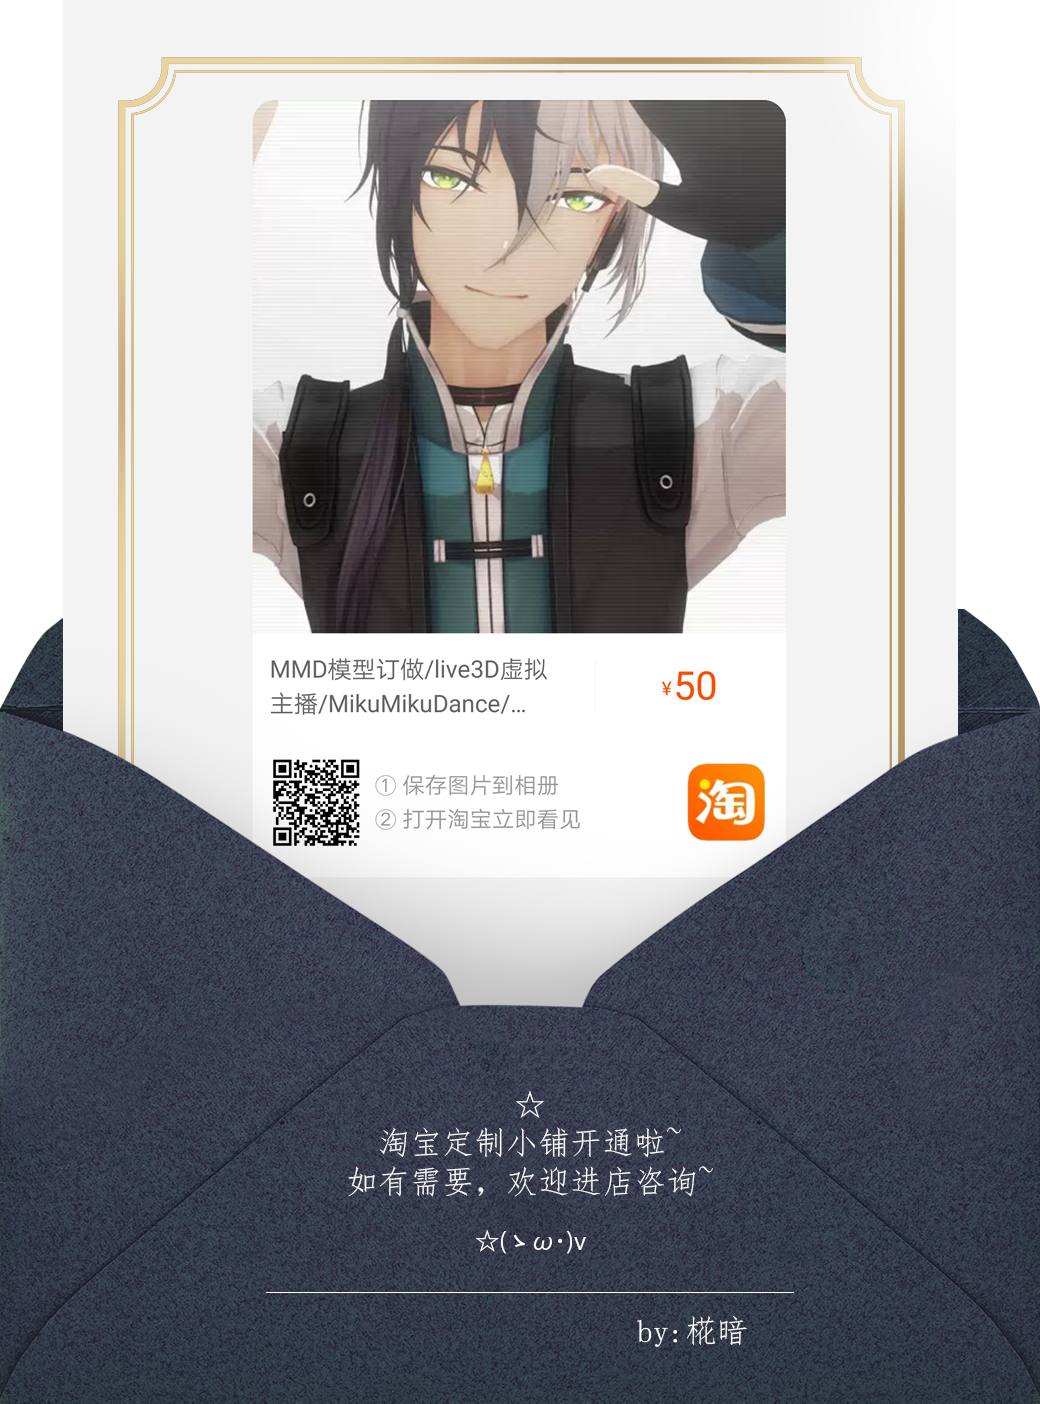 MMD模型订做/live3D虚拟
主播/MikuMikuDance/...
¥50
① 保存图片到相册
② 打开淘宝立即看见
淘
☆
淘宝定制小铺开通啦~
如有需要，欢迎进店咨询~
☆(ゝω･)v
by:椛暗